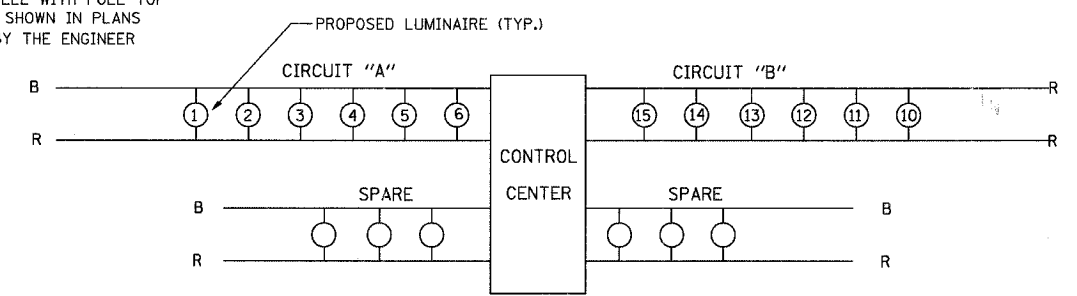 SHOWN IN PLANS
BY THE ENGINEER
PROPOSED LUMINAIRE (TYP.)
CIRCUIT "A"
CIRCUIT "B"
B
R
1 2 3 4 5 6
15 14 13 12 11 10
R
R
CONTROL
CENTER
SPARE
SPARE
B
B
R
R